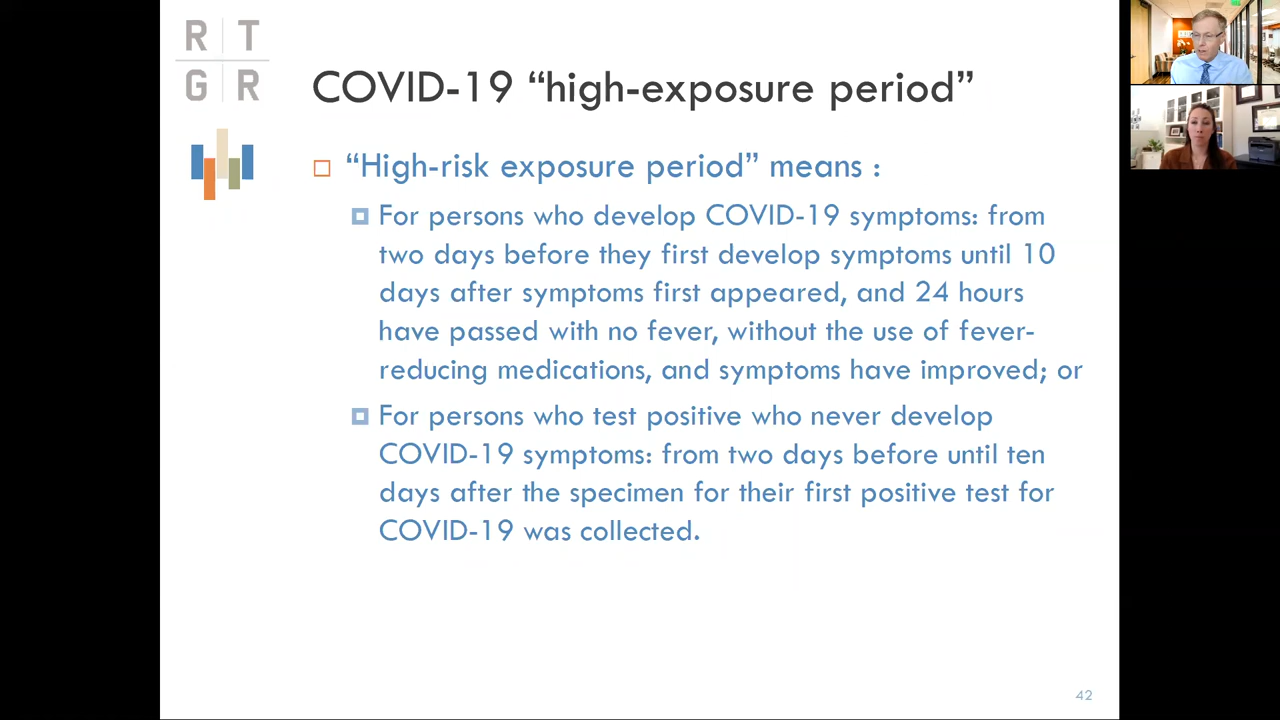 R T
G R
COVID-19 “high-exposure period”
“High-risk exposure period” means :
For persons who develop COVID-19 symptoms: from
two days before they first develop symptoms until 10
days after symptoms first appeared, and 24 hours
have passed with no fever, without the use of fever-
reducing medications, and symptoms have improved; or
For persons who test positive who never develop
COVID-19 symptoms: from two days before until ten
days after the specimen for their first positive test for
COVID-19 was collected.
42